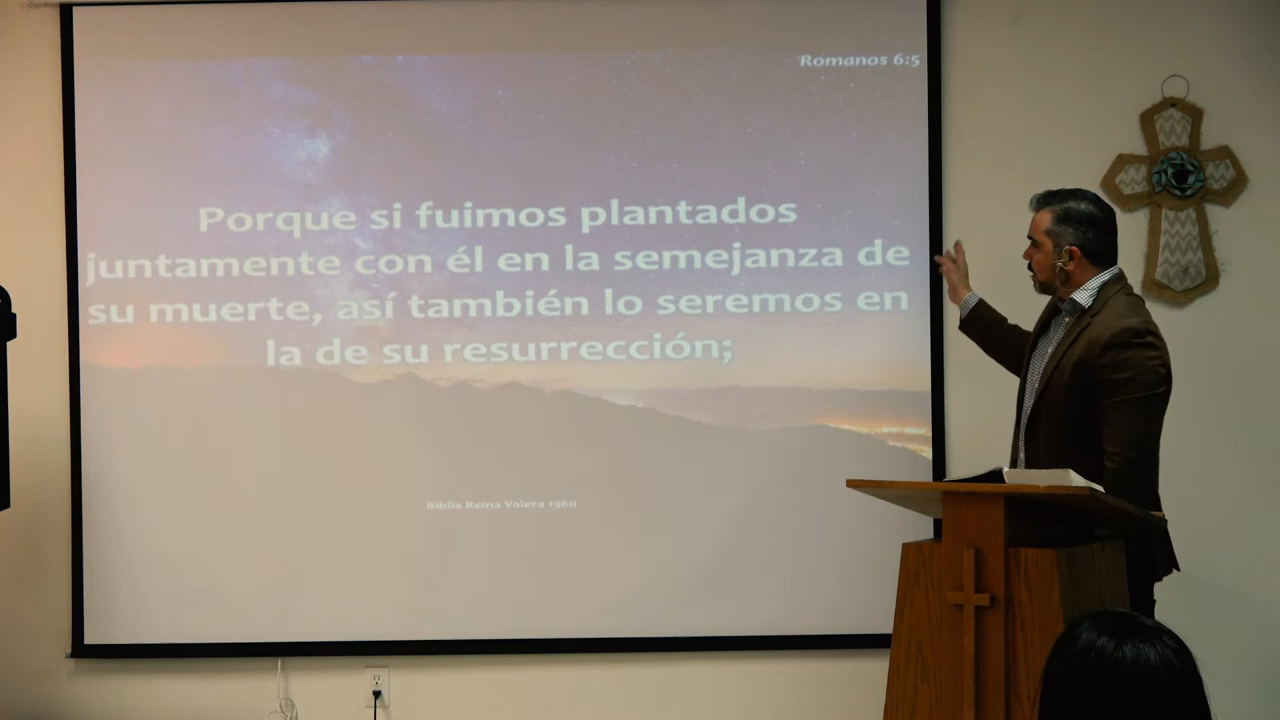 Romanos 6:5
Porque si fuimos plantados
juntamente con él en la semejanza de
su muerte, así también lo seremos en
la de su resurrección;
Biblia Reina Valera 1960